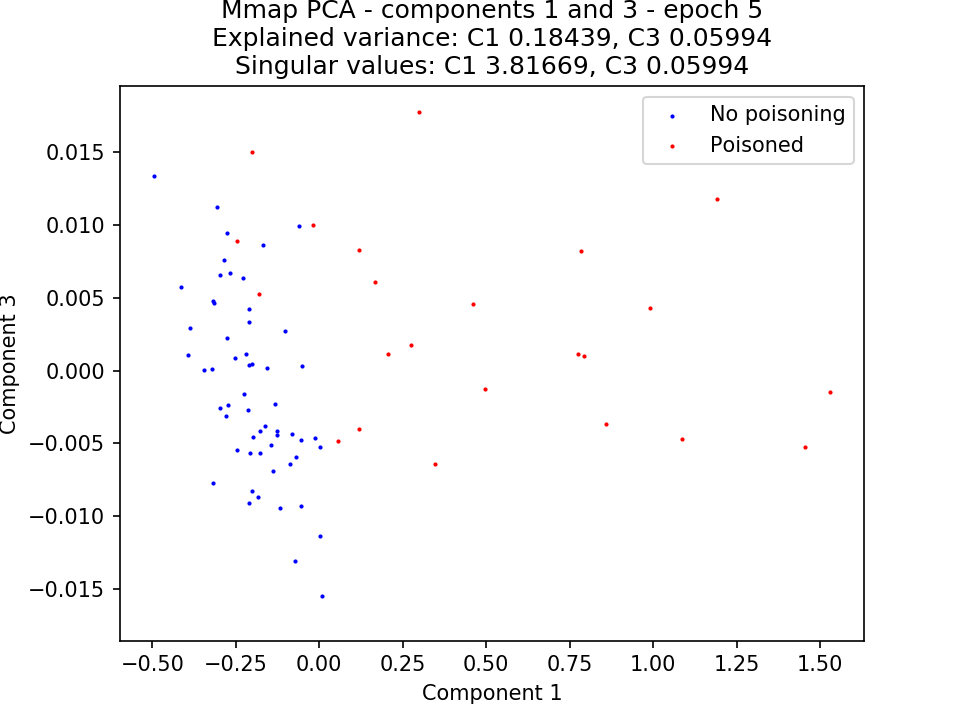 Mmap PCA - components 1 and 3 - epoch 5
Explained variance: C1 0.18439, C3 0.05994
Singular values: C1 3.81669, C3 0.05994
No poisoning
Poisoned
0.015
0.010
0.005
0.000
−0.005
−0.010
−0.015
Component 3
−0.50 −0.25 0.00 0.25 0.50 0.75 1.00 1.25 1.50
Component 1